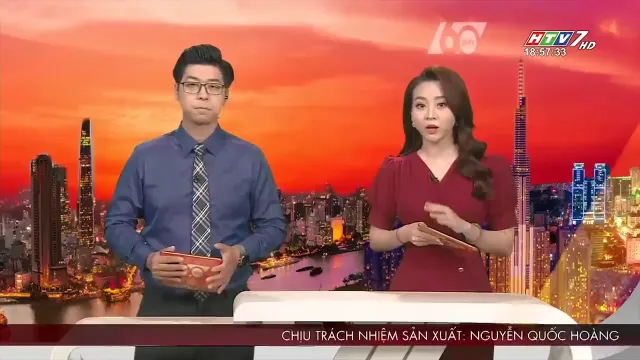 60
HTV7 HD
18:57:33
CHỊU TRÁCH NHIỆM SẢN XUẤT: NGUYỄN QUỐC HOÀNG